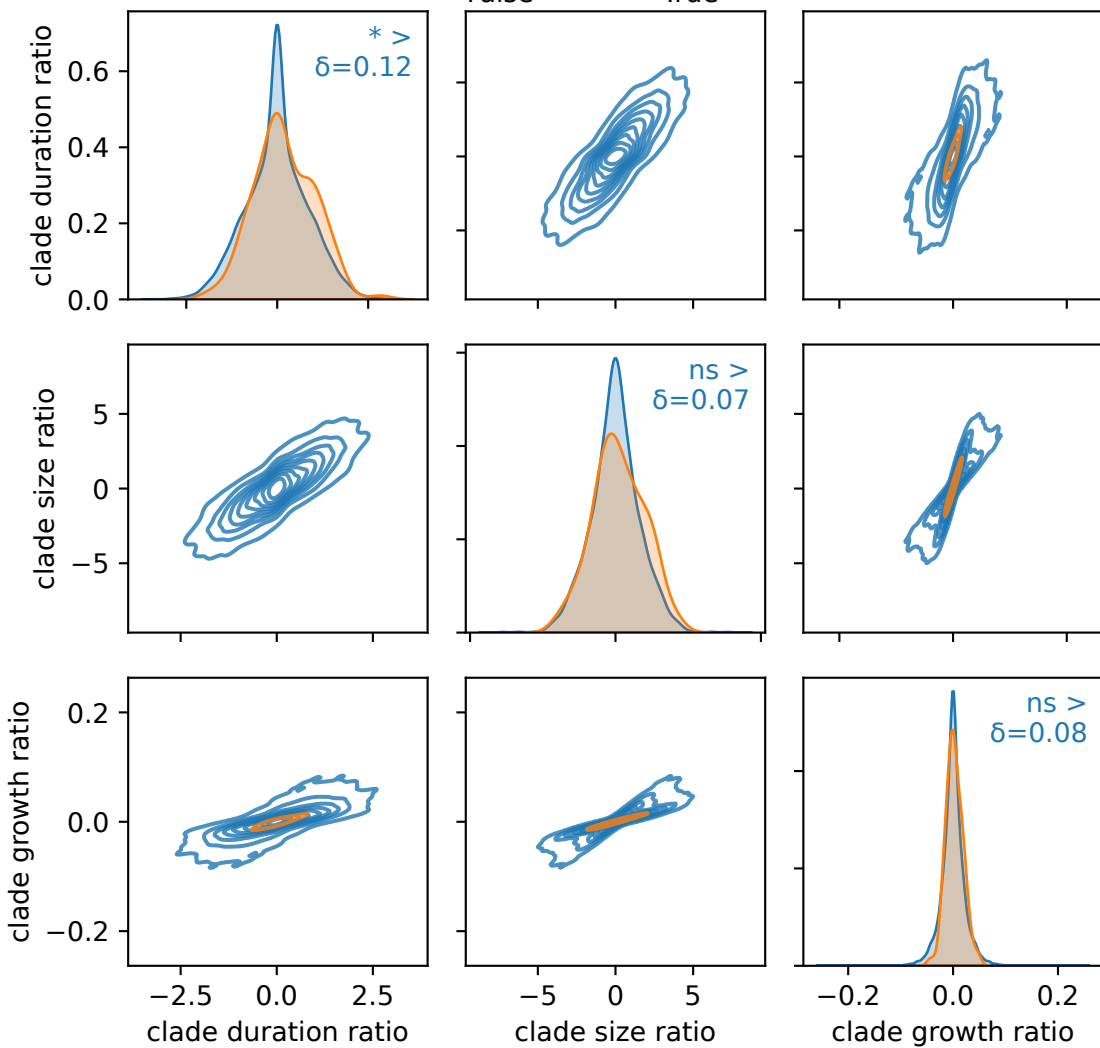 clade duration ratio
0.6
0.4
0.2
0.0
* >
δ=0.12
clade size ratio
5
0
−5
ns >
δ=0.07
clade growth ratio
0.2
0.0
−0.2
ns >
δ=0.08
−2.5 0.0 2.5
clade duration ratio
−5 0 5
clade size ratio
−0.2 0.0 0.2
clade growth ratio